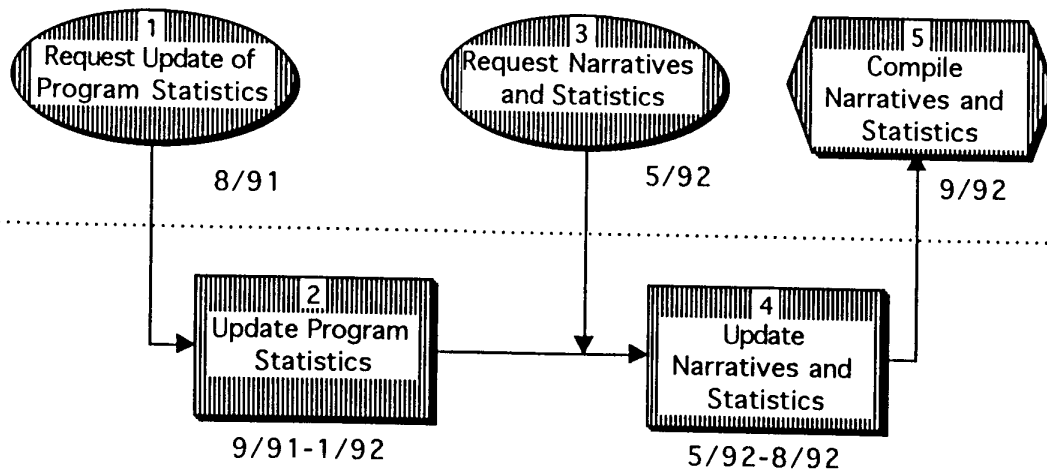 1
Request Update of
Program Statistics
8/91
3
Request Narratives
and Statistics
5/92
5
Compile
Narratives and
Statistics
9/92
2
Update Program
Statistics
9/91-1/92
4
Update
Narratives and
Statistics
5/92-8/92